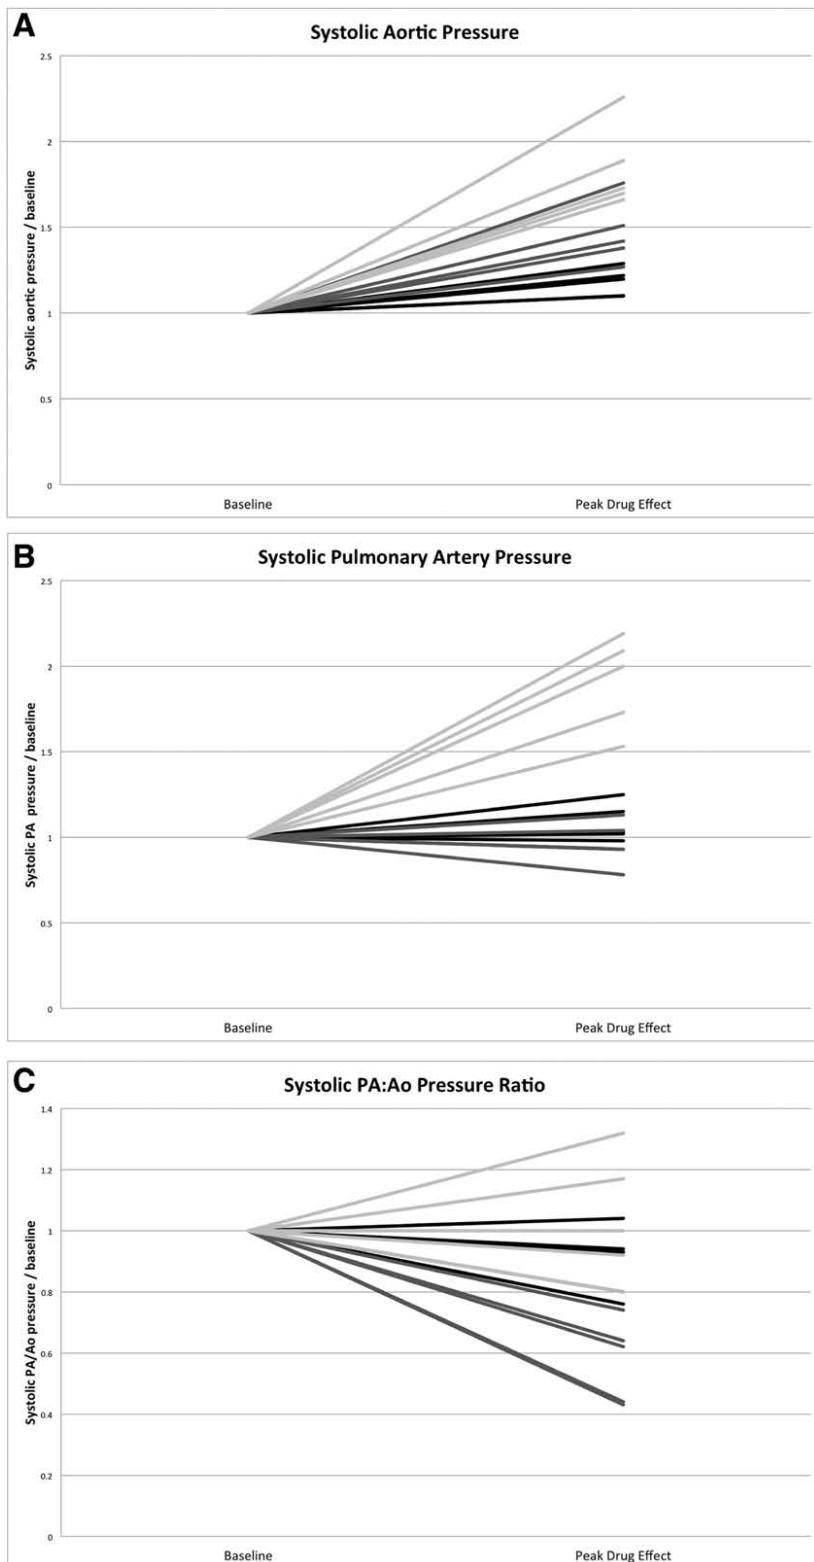 A
Systolic Aortic Pressure
2.5
2
1.5
1
0.5
0
Systolic aortic pressure / baseline
Baseline
Peak Drug Effect
B
Systolic Pulmonary Artery Pressure
2.5
2
1.5
1
0.5
0
Systolic PA pressure / baseline
Baseline
Peak Drug Effect
C
Systolic PA:Ao Pressure Ratio
1.4
1.2
1
0.8
0.6
0.4
0.2
0
Systolic PA/Ao pressure / baseline
Baseline
Peak Drug Effect